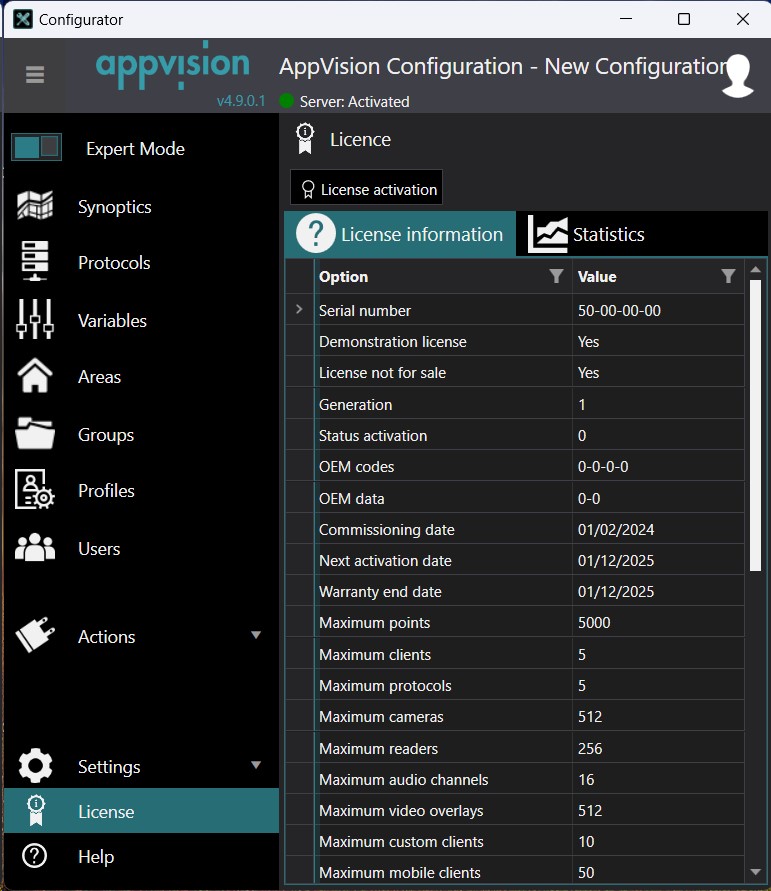 Configurator
appvision
v4.9.0.1
AppVision Configuration - New Configuration
Server: Activated
Expert Mode
Synoptics
Protocols
Variables
Areas
Groups
Profiles
Users
Actions
Settings
License
Help
Licence
License activation
? License information
Statistics
Option Value
Serial number 50-00-00-00
Demonstration license Yes
License not for sale Yes
Generation 1
Status activation 0
OEM codes 0-0-0-0
OEM data 0-0
Commissioning date 01/02/2024
Next activation date 01/12/2025
Warranty end date 01/12/2025
Maximum points 5000
Maximum clients 5
Maximum protocols 5
Maximum cameras 512
Maximum readers 256
Maximum audio channels 16
Maximum video overlays 512
Maximum custom clients 10
Maximum mobile clients 50